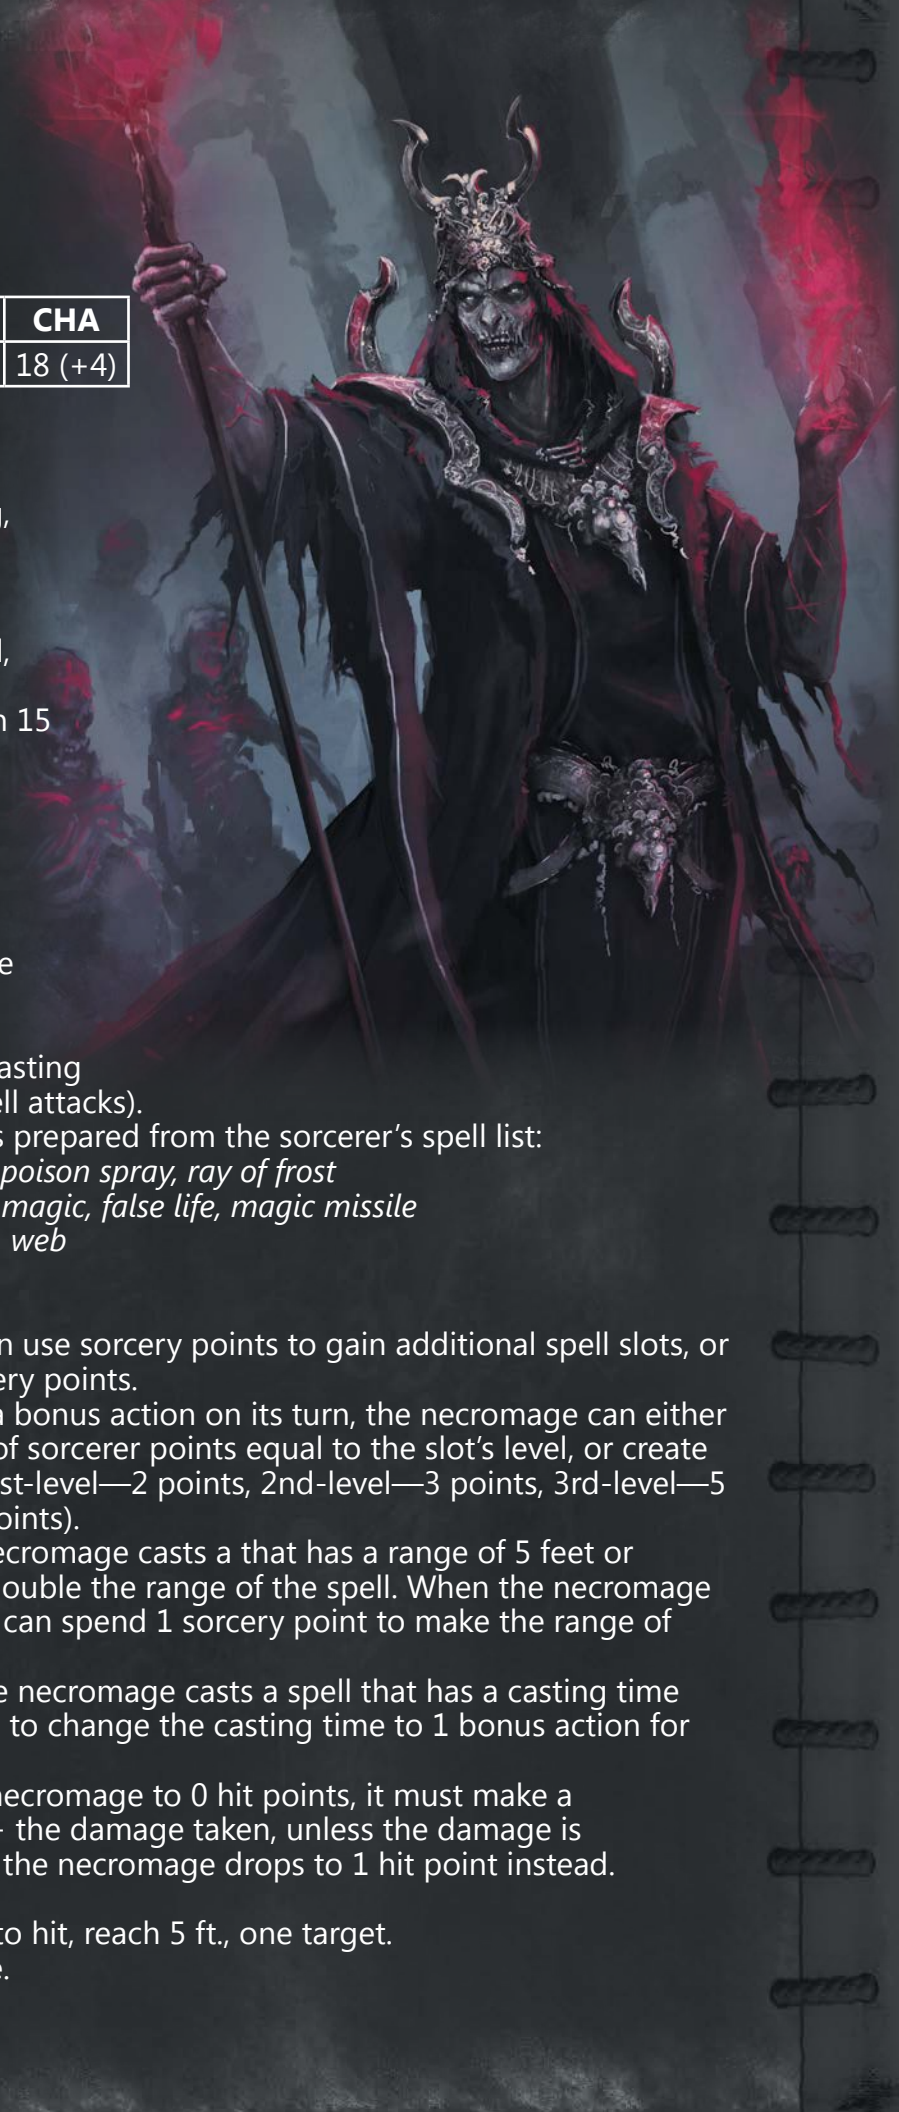 CHA
18 (+4)
g,
d,
n 15
e
asting
ell attacks).
s prepared from the sorcerer’s spell list:
poison spray, ray of frost
magic, false life, magic missile
web
n use sorcery points to gain additional spell slots, or
ery points.
a bonus action on its turn, the necromage can either
of sorcerer points equal to the slot’s level, or create
st-level—2 points, 2nd-level—3 points, 3rd-level—5
oints).
ecromage casts a that has a range of 5 feet or
ouble the range of the spell. When the necromage
can spend 1 sorcery point to make the range of
e necromage casts a spell that has a casting time
to change the casting time to 1 bonus action for
necromage to 0 hit points, it must make a
the damage taken, unless the damage is
the necromage drops to 1 hit point instead.
to hit, reach 5 ft., one target.
e.